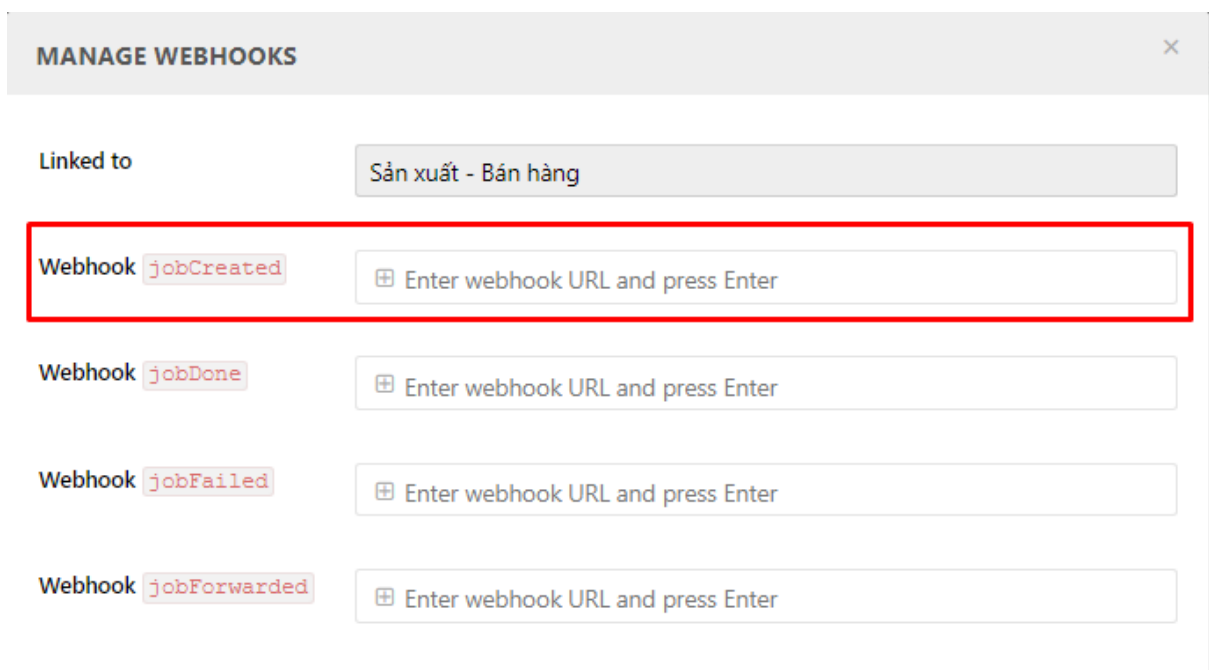 MANAGE WEBHOOKS ×
Linked to Sản xuất - Bán hàng
Webhook jobCreated Enter webhook URL and press Enter
Webhook jobDone Enter webhook URL and press Enter
Webhook jobFailed Enter webhook URL and press Enter
Webhook jobForwarded Enter webhook URL and press Enter